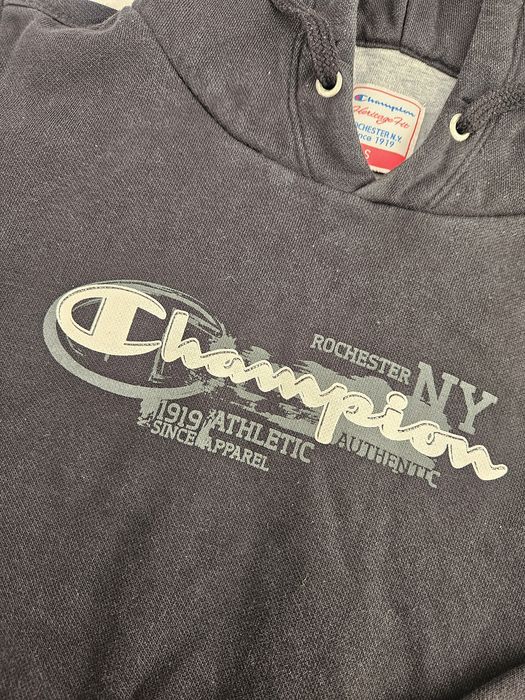 Champion
Heritage Fit
ROCHESTER N.Y.
Since 1919
S
ROCHESTER NY
Champion
1919 ATHLETIC AUTHENTIC
SINCE APPAREL